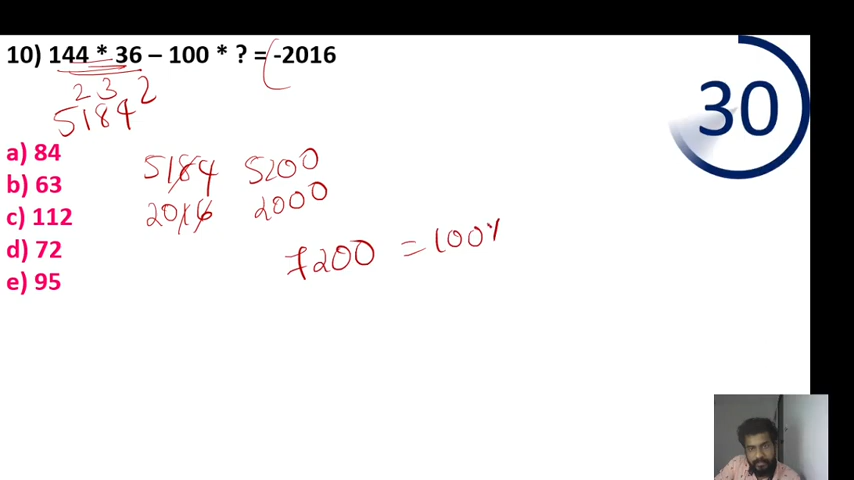 10) 144 * 36 – 100 * ? = -2016
2 3 2
5184
a) 84
b) 63
c) 112
d) 72
e) 95
5184 5200
2016 2000
7200 = 100x
30